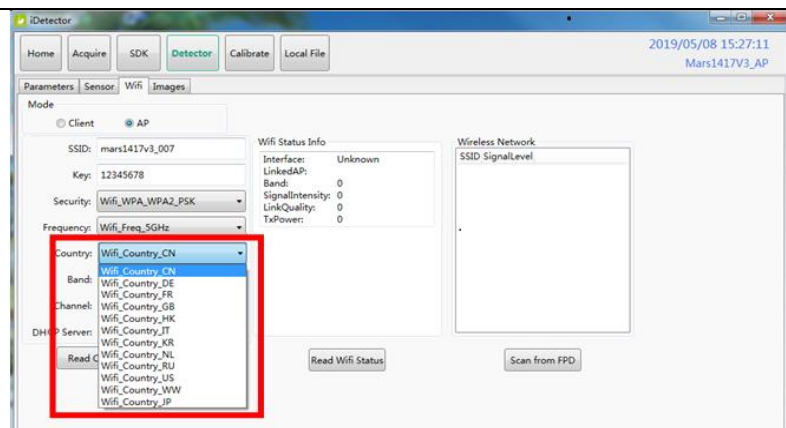 iDetector
Home Acquire SDK Detector Calibrate Local File
2019/05/08 15:27:11
Mars1417V3_AP
Parameters Sensor Wifi Images
Mode
Client AP
SSID: mars1417v3_007
Key: 12345678
Security: Wifi_WPA_WPA2_PSK
Frequency: Wifi_Freq_5GHz
Country: Wifi_Country_CN
Wifi_Country_CN
Wifi_Country_DE
Band:
Wifi_Country_FR
Channel:
Wifi_Country_GB
Wifi_Country_HK
DHCP Server:
Wifi_Country_IT
Wifi_Country_KR
Read
Wifi_Country_NL
Wifi_Country_RU
Wifi_Country_US
Wifi_Country_WW
Wifi_Country_JP
Wifi Status Info
Interface: Unknown
LinkedAP:
Band: 0
SignalIntensity: 0
LinkQuality: 0
TxPower: 0
Read Wifi Status
Wireless Network
SSID SignalLevel
Scan from FPD